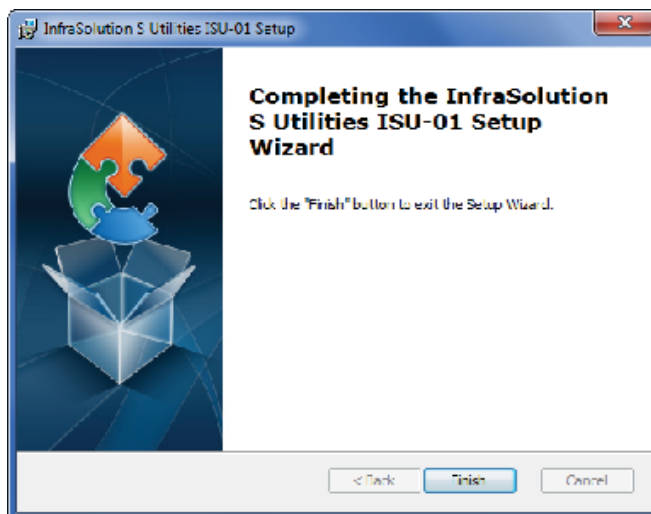 InfraSolution S Utilities ISU-01 Setup
Completing the InfraSolution
S Utilities ISU-01 Setup
Wizard
Click the "Finish" button to exit the Setup Wizard.
< Back
Finish
Cancel